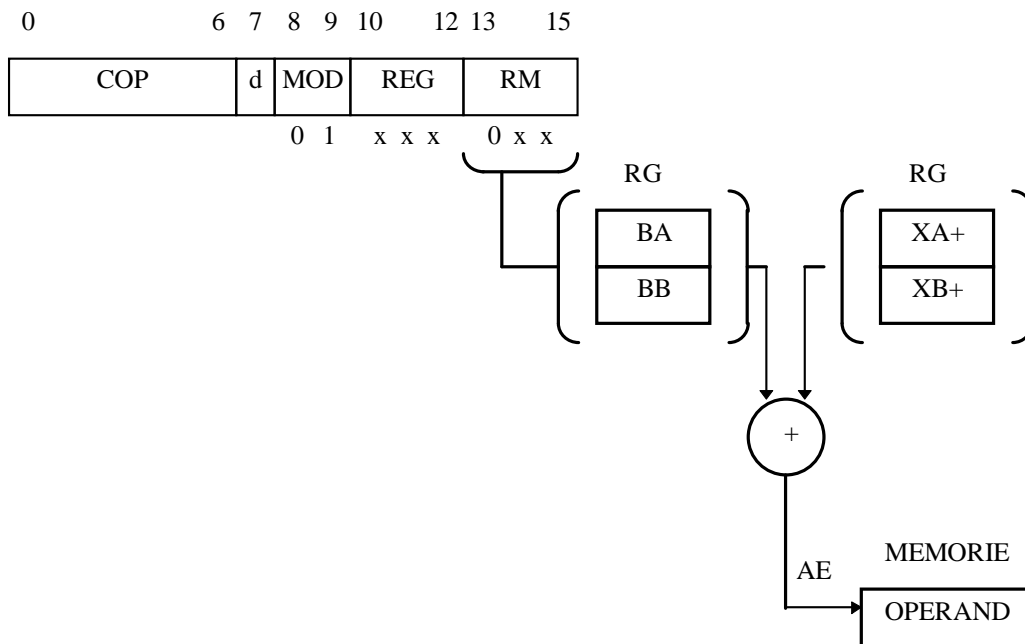 0 6 7 8 9 10 12 13 15
COP d MOD REG RM
0 1 x x x 0 x x
RG RG
BA XA+
BB XB+
+
MEMORIE
AE
OPERAND